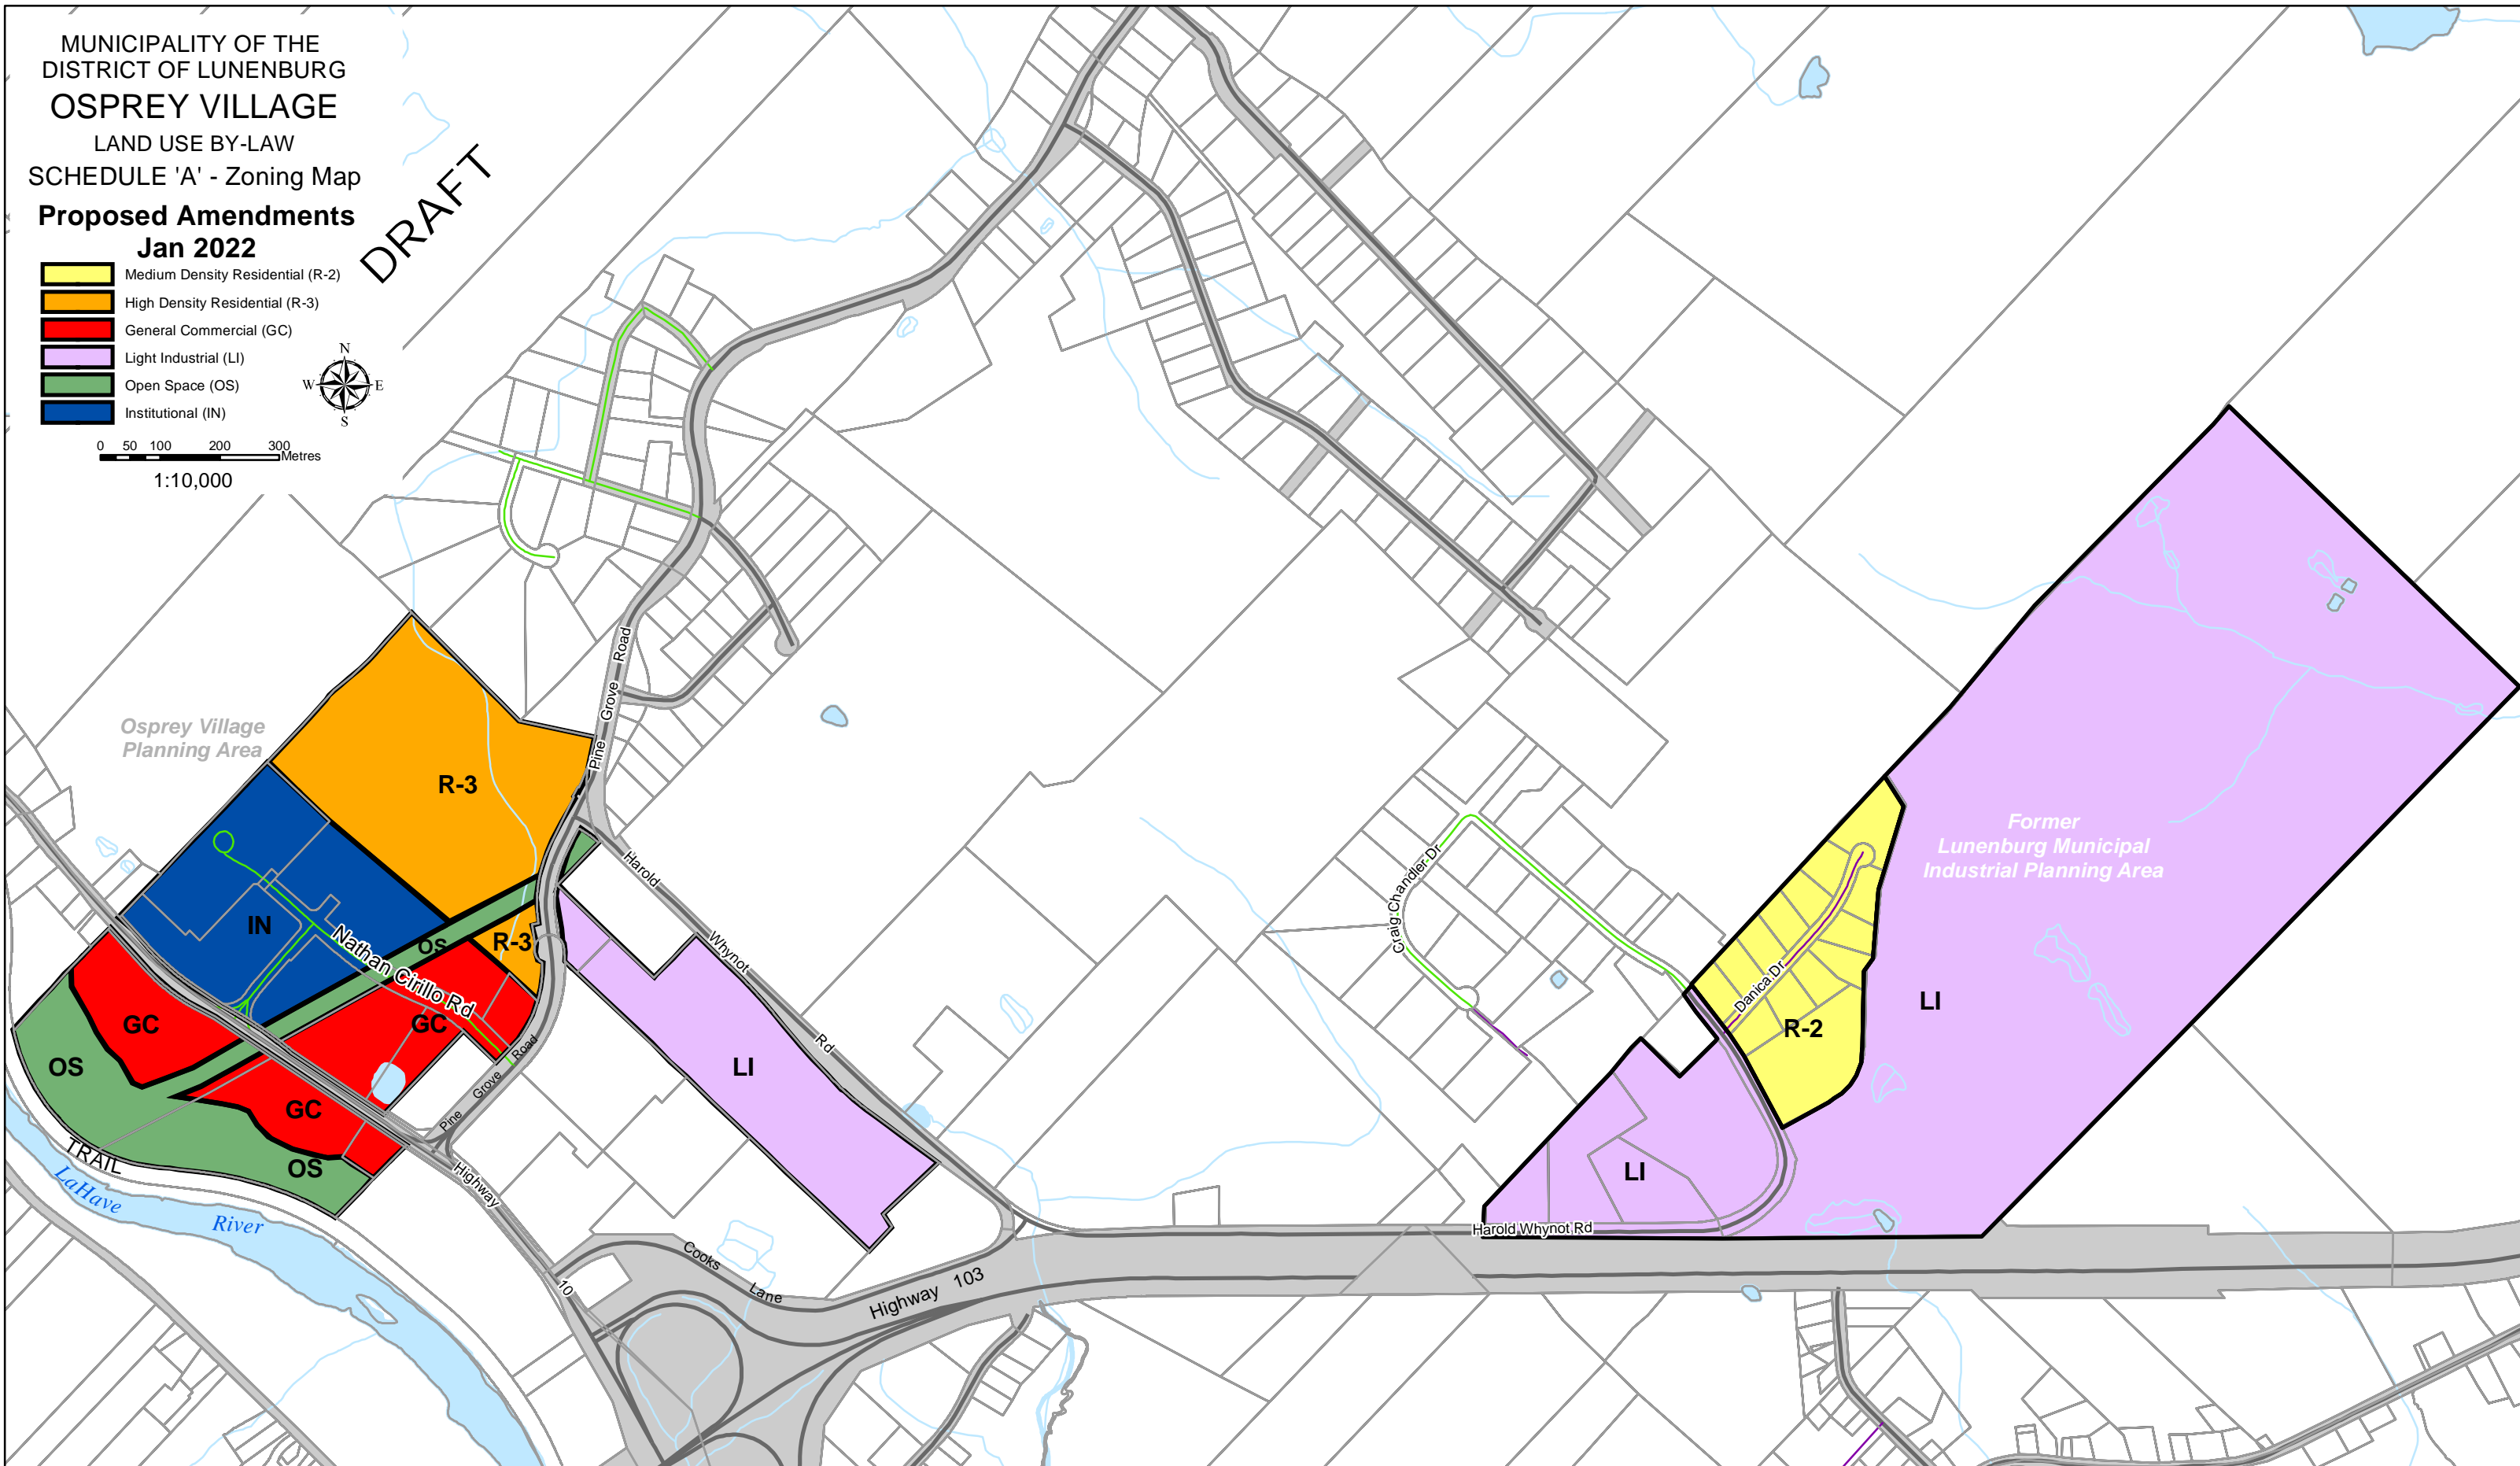 MUNICIPALITY OF THE
DISTRICT OF LUNENBURG
OSPREY VILLAGE
LAND USE BY-LAW
SCHEDULE 'A' - Zoning Map
Proposed Amendments
Jan 2022
DRAFT
Medium Density Residential (R-2)
High Density Residential (R-3)
General Commercial (GC)
Light Industrial (LI)
Open Space (OS)
Institutional (IN)
N
W E
S
0 50 100 200 300
Metres
1:10,000
Osprey Village
Planning Area
Pine Grove Road
R-3
Harold Whynot Rd
IN
Nathan Cirillo Rd
OS
R-3
GC
GC
OS
GC
OS
Pine Grove Road
LI
TRAIL
LaHave River
Highway 10
Cooks Lane
Highway 103
Craig Chandler Dr
Danica Dr
R-2
Former
Lunenburg Municipal
Industrial Planning Area
LI
LI
Harold Whynot Rd